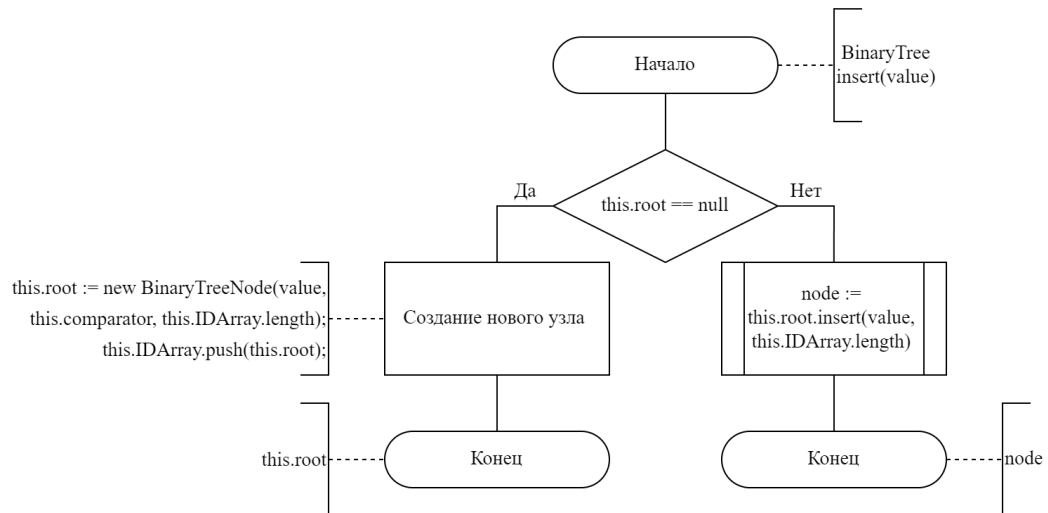 Начало
BinaryTree
insert(value)
Да
this.root == null
Нет
this.root := new BinaryTreeNode(value,
this.comparator, this.IDArray.length);
this.IDArray.push(this.root);
Создание нового узла
node :=
this.root.insert(value,
this.IDArray.length)
this.root
Конец
Конец
node